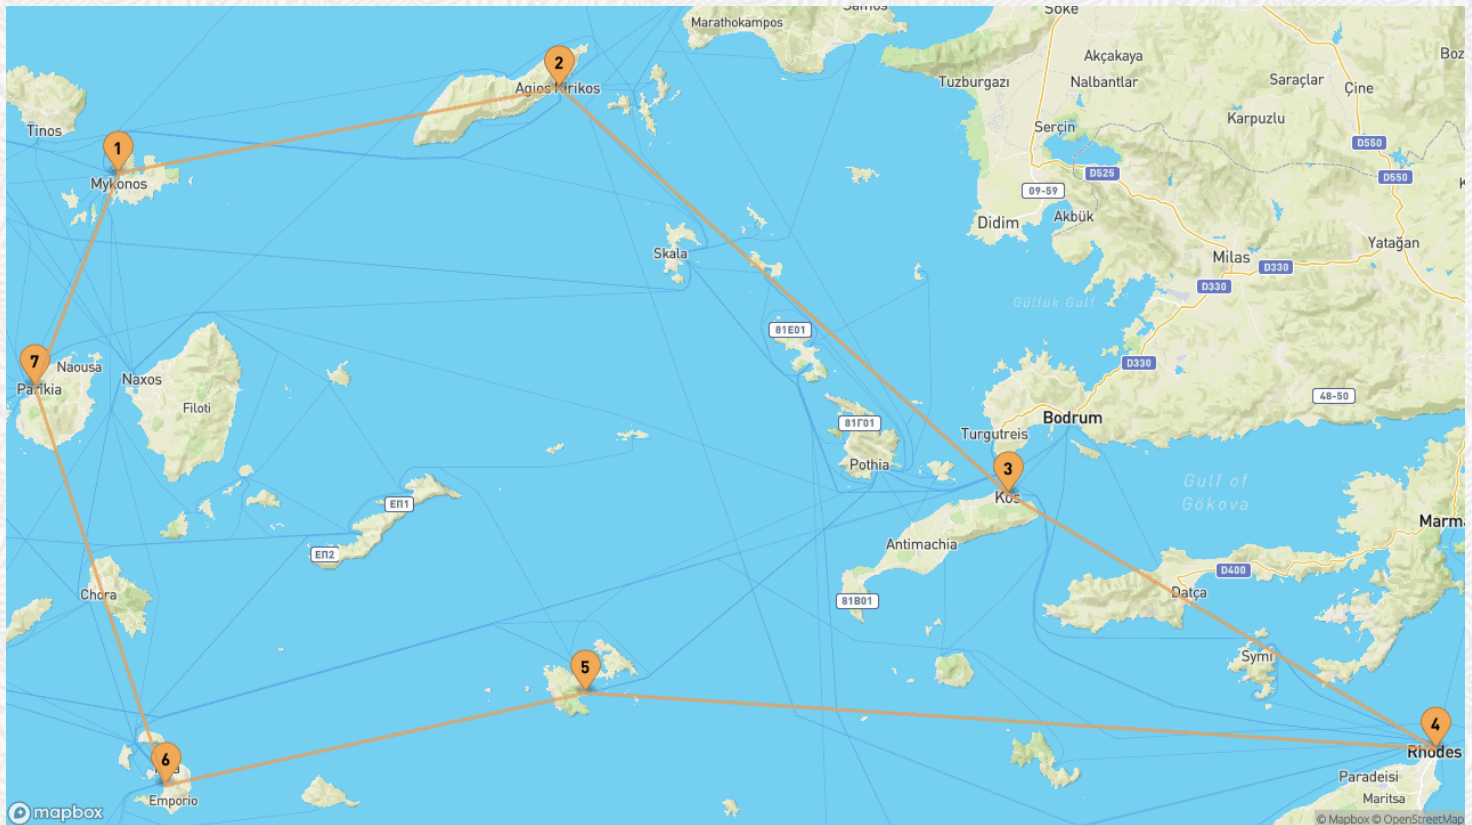 Söke
Marathokampos
Akçakaya
Boz
2
Tuzburgazı
Nalbantlar
Saraçlar
Çine
Agios Kirikos
Karpuzlu
Tinos
Serçin
D550
1
D525
D550
Mykonos
09-59
Akbük
Didim
Skala
Milas
Yatağan
D330
D330
Güllük Gulf
81E01
7
Naousa
D330
Parikia
Naxos
48-50
Filoti
Bodrum
81Γ01
Turgutreis
Pothia
3
Gulf of
Gökova
Kos
ΕΠ1
Marma
Antimachia
ΕΠ2
D400
Chora
Datça
81B01
Symi
5
4
Rhodes
6
Paradeisi
Emporio
Maritsa
mapbox
© Mapbox © OpenStreetMap